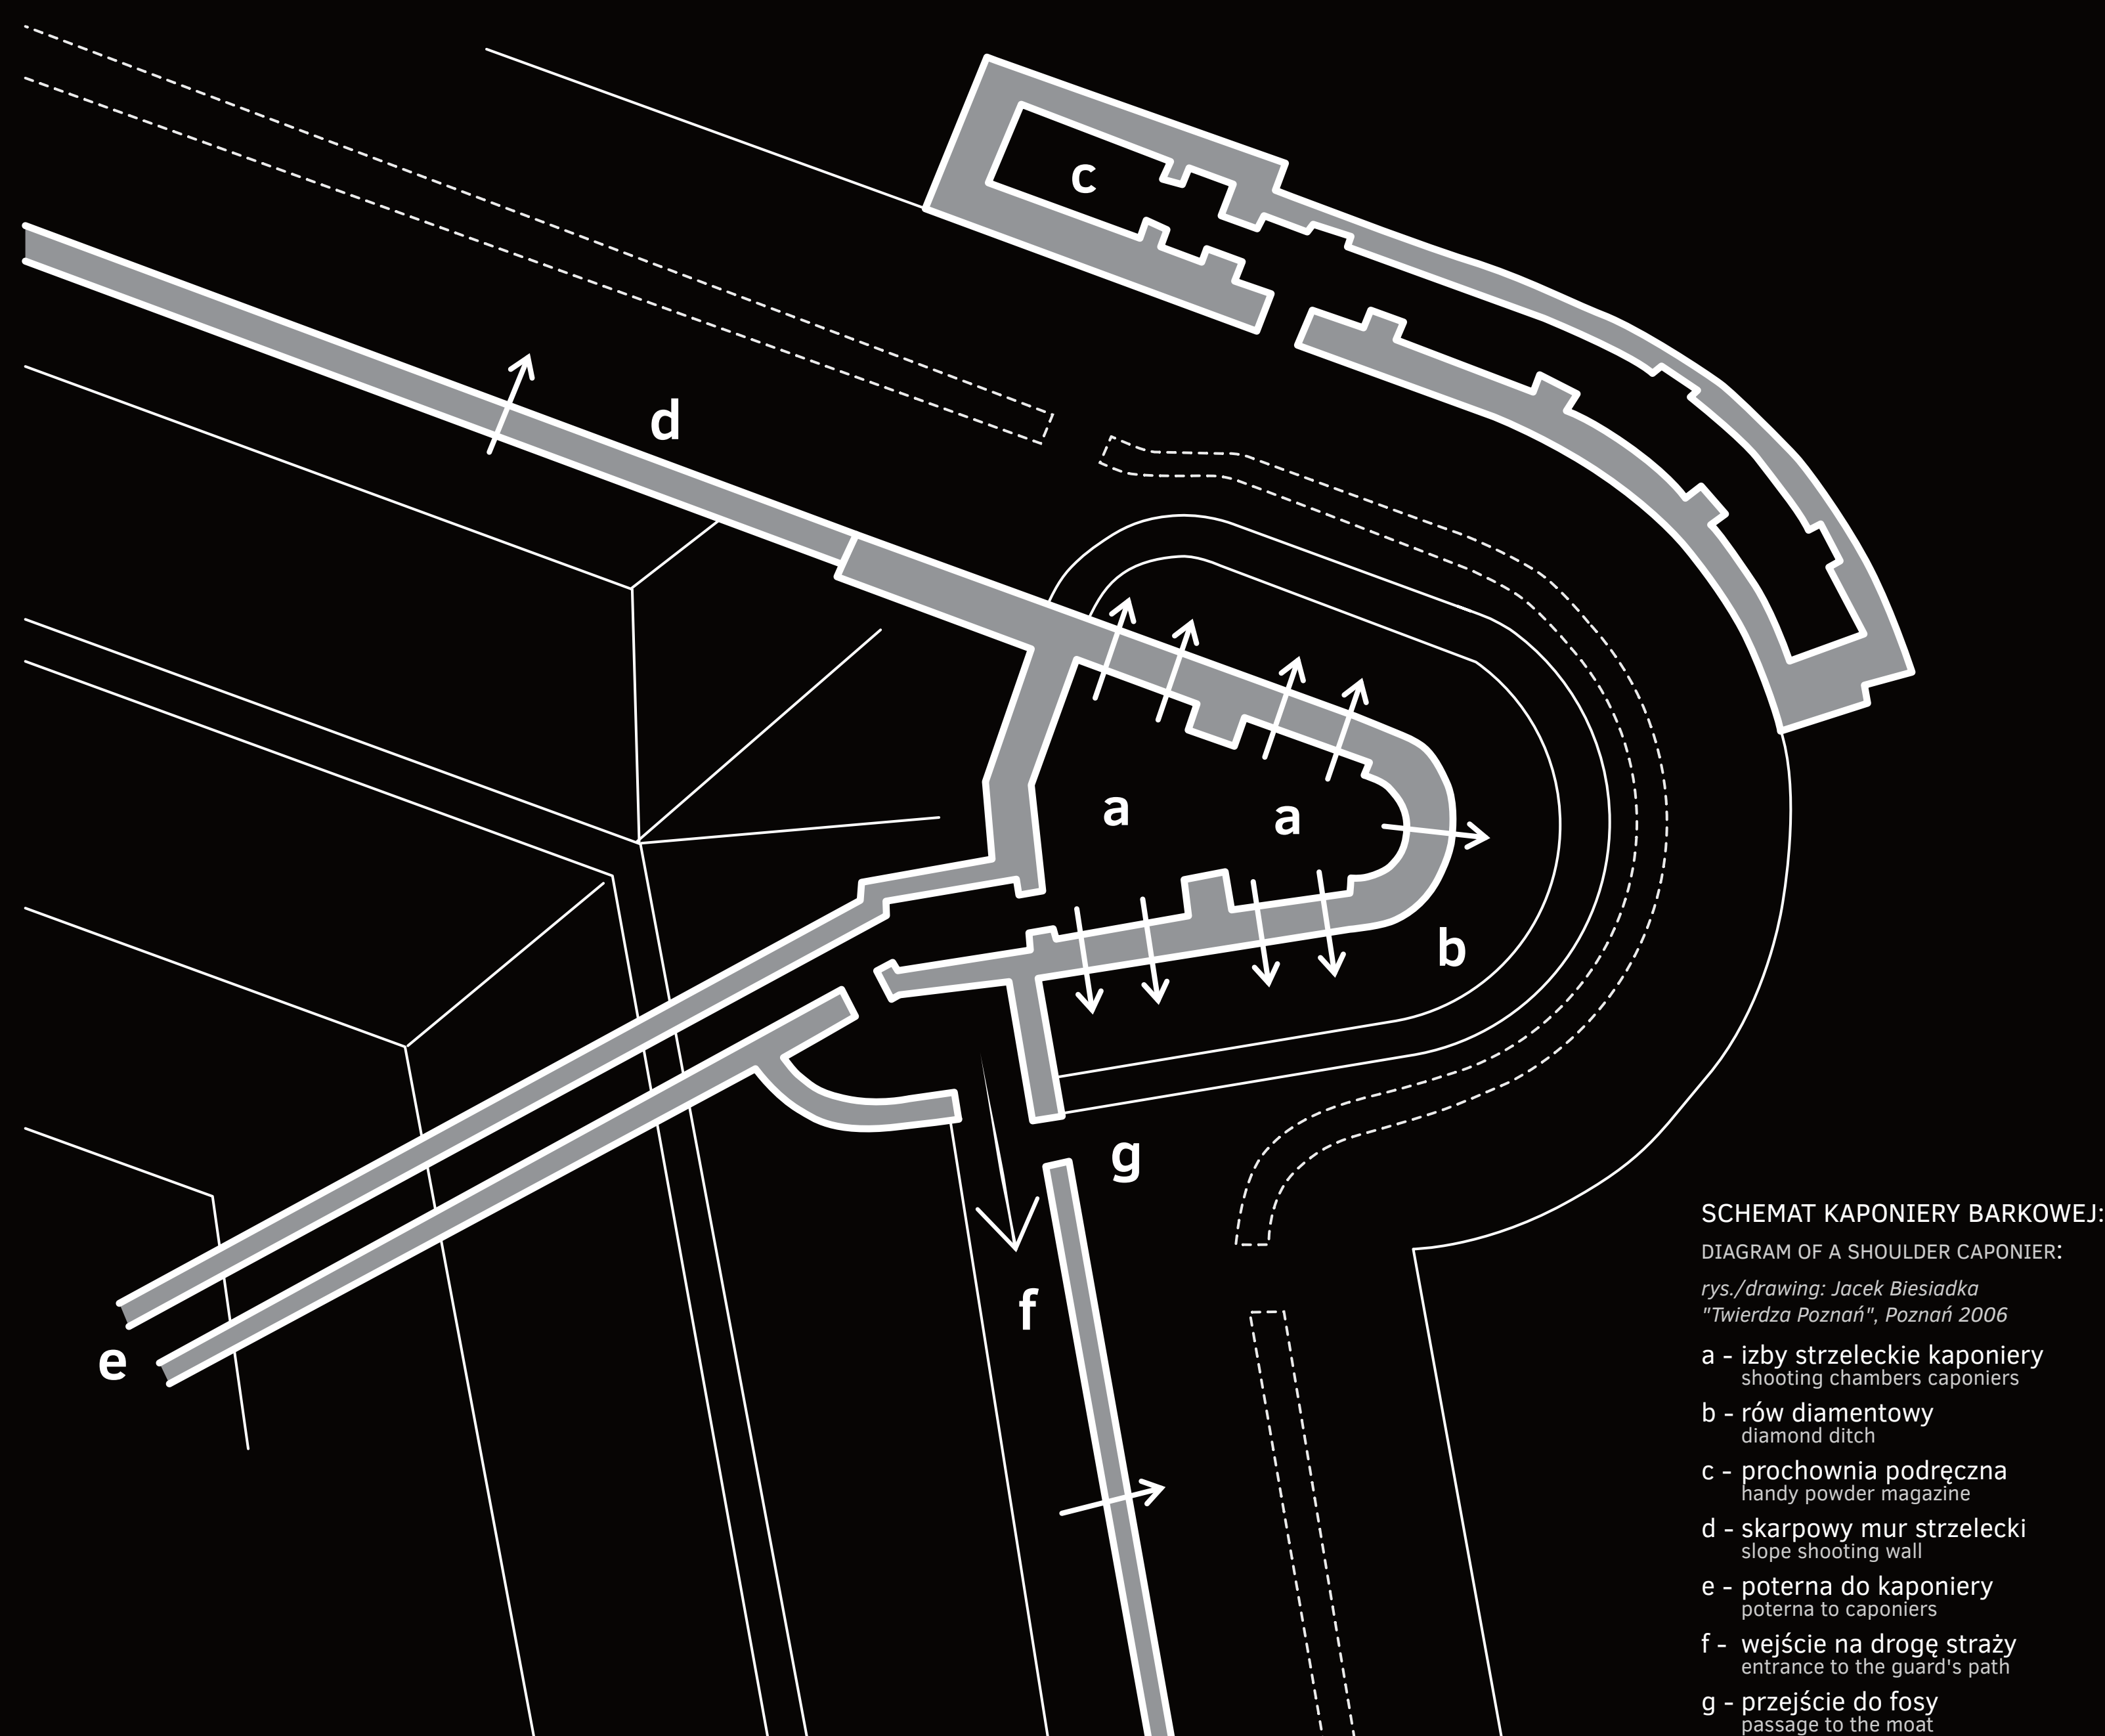 c
d
a
a
b
g
f
e
SCHEMAT KAPONIERY BARKOWEJ:
DIAGRAM OF A SHOULDER CAPONIER:
rys./drawing: Jacek Biesiadka
"Twierdza Poznań", Poznań 2006
a - izby strzeleckie kaponiery
shooting chambers caponiers
b - rów diamentowy
diamond ditch
c - prochownia podręczna
handy powder magazine
d - skarpowy mur strzelecki
slope shooting wall
e - poterna do kaponiery
poterna to caponiers
f - wejście na drogę straży
entrance to the guard's path
g - przejście do fosy
passage to the moat